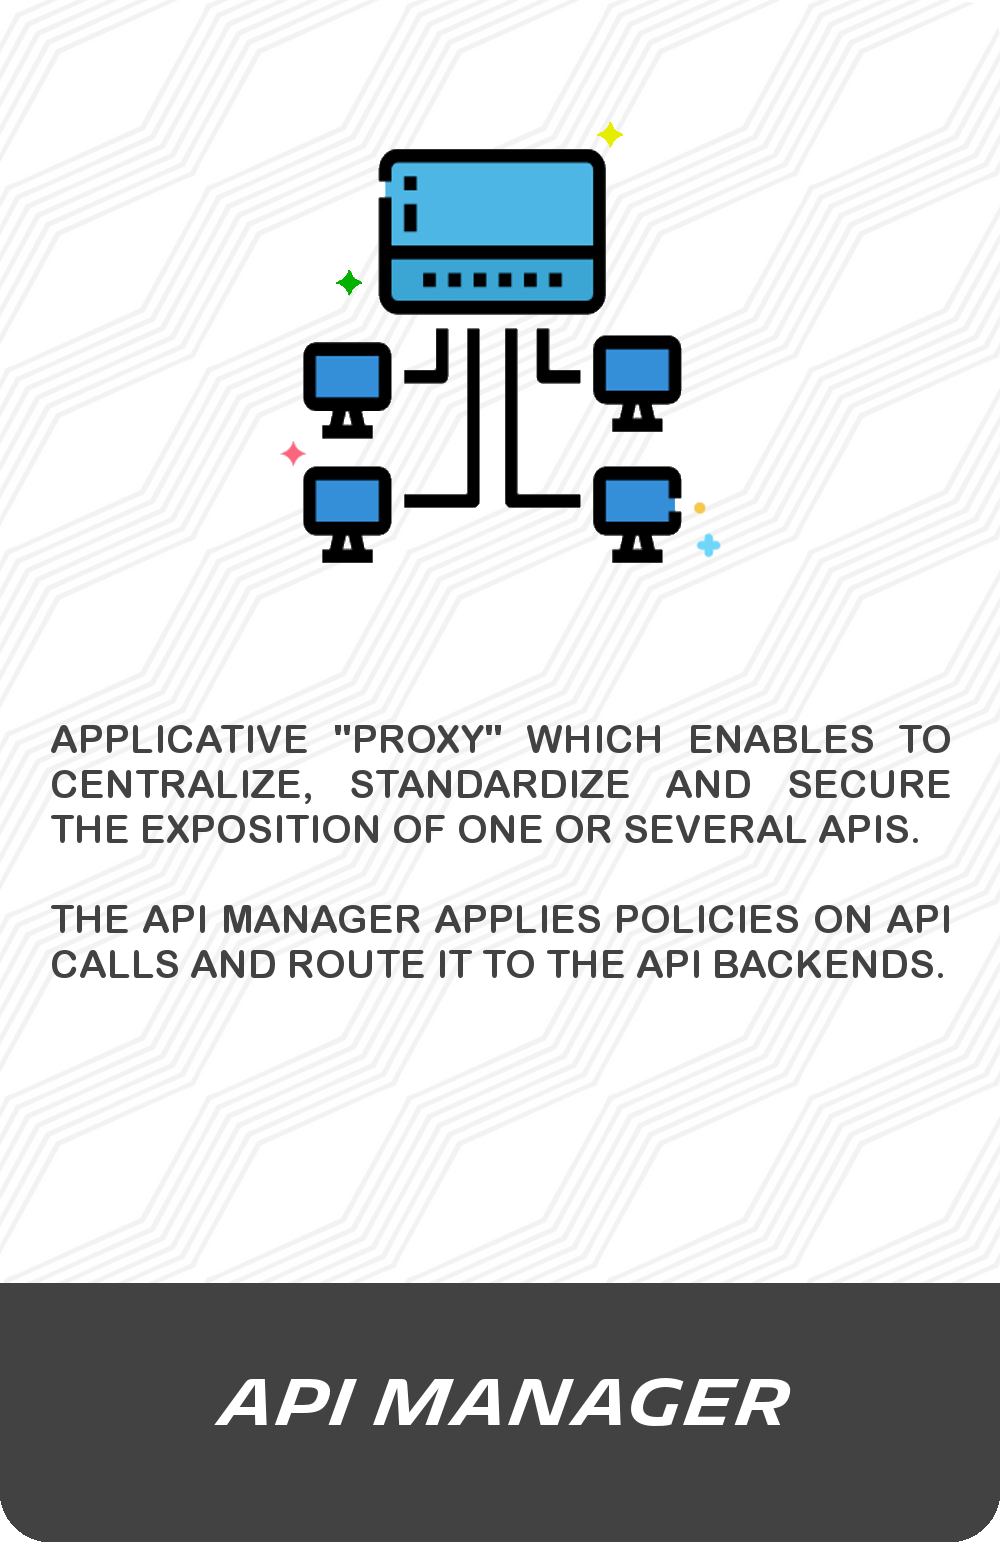 APPLICATIVE "PROXY" WHICH ENABLES TO
CENTRALIZE, STANDARDIZE AND SECURE
THE EXPOSITION OF ONE OR SEVERAL APIS.
THE API MANAGER APPLIES POLICIES ON API
CALLS AND ROUTE IT TO THE API BACKENDS.
API MANAGER